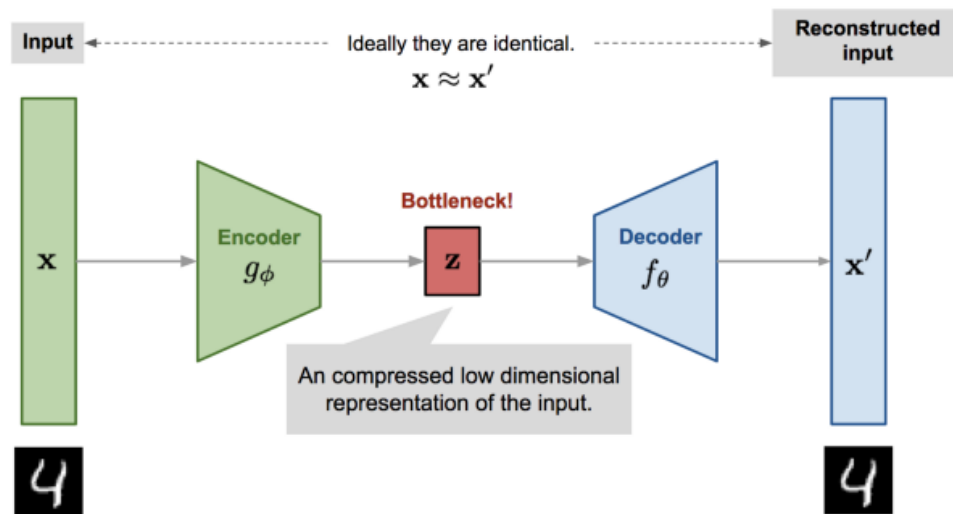 Input
Ideally they are identical.
x ≈ x′
Reconstructed
input
Bottleneck!
x
Encoder
gϕ
z
Decoder
fθ
x′
An compressed low dimensional
representation of the input.
4
4